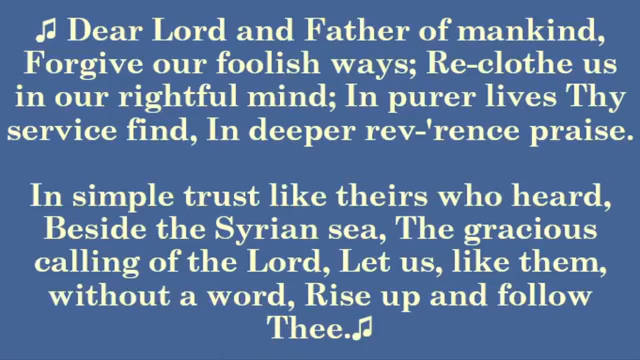 ♫ Dear Lord and Father of mankind,
Forgive our foolish ways; Re-clothe us
in our rightful mind; In purer lives Thy
service find, In deeper rev-'rence praise.
In simple trust like theirs who heard,
Beside the Syrian sea, The gracious
calling of the Lord, Let us, like them,
without a word, Rise up and follow
Thee.♫